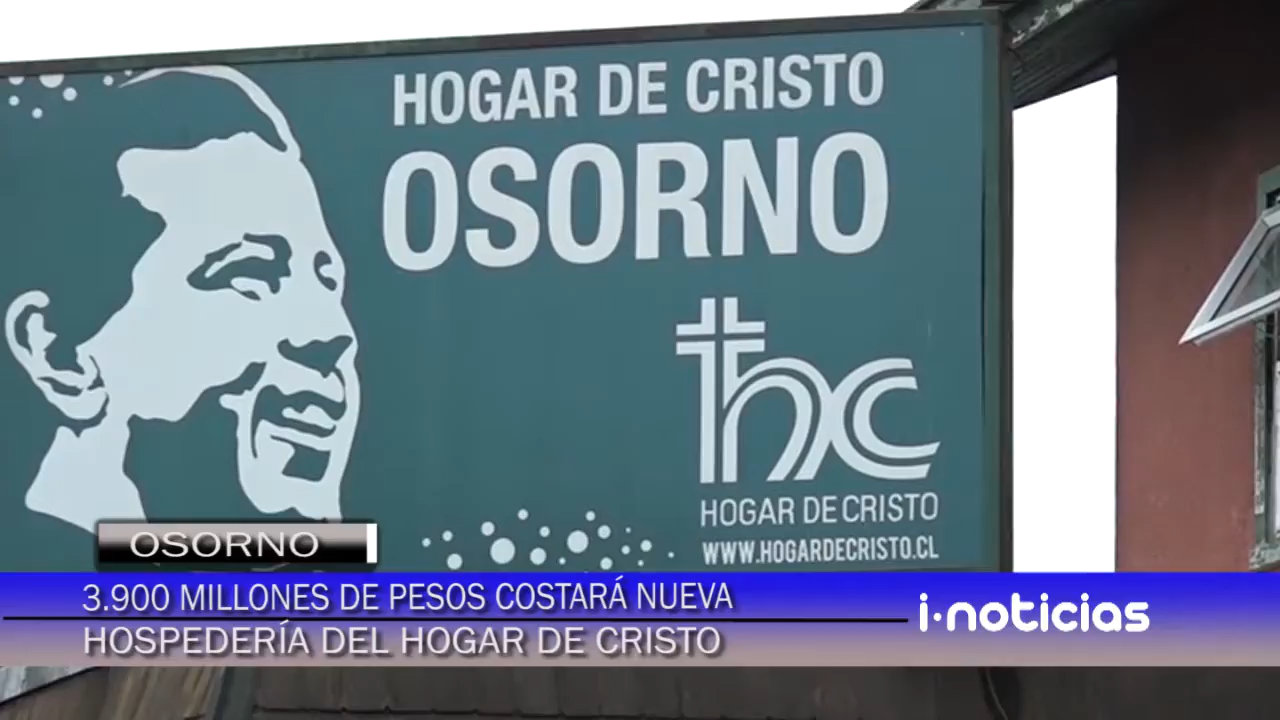 HOGAR DE CRISTO
OSORNO
hc
HOGAR DE CRISTO
WWW.HOGARDECRISTO.CL
OSORNO
3.900 MILLONES DE PESOS COSTARÁ NUEVA
HOSPEDERÍA DEL HOGAR DE CRISTO
i·noticias